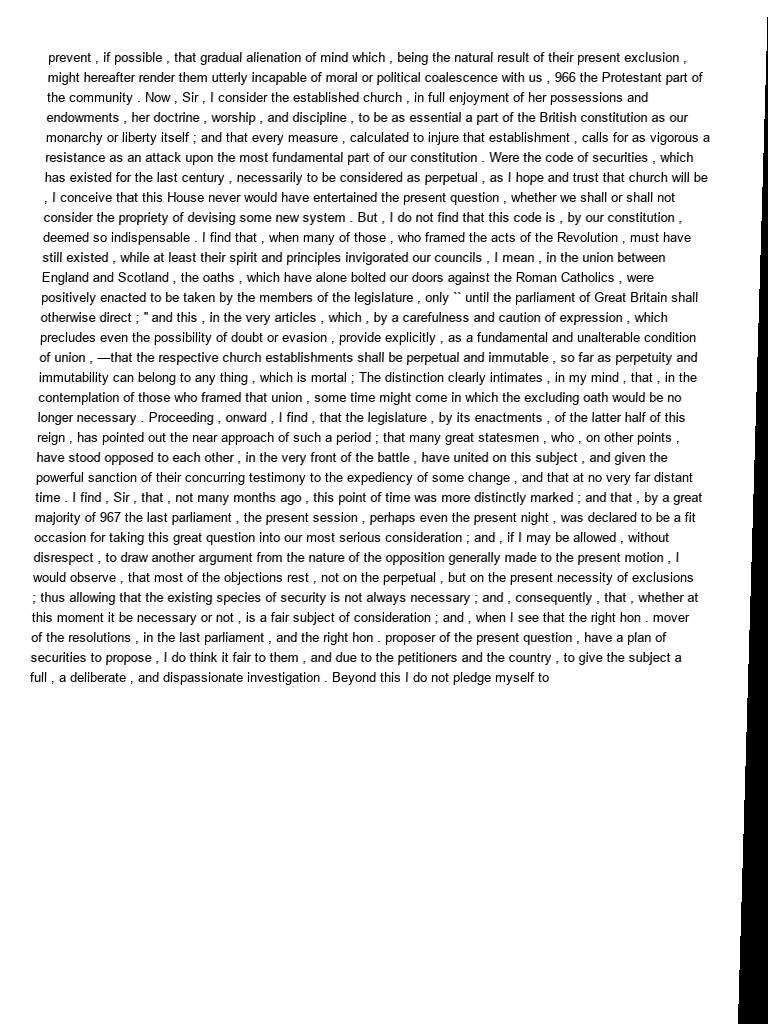 prevent , if possible , that gradual alienation of mind which , being the natural result of their present exclusion ,
might hereafter render them utterly incapable of moral or political coalescence with us , 966 the Protestant part of
the community . Now , Sir , I consider the established church , in full enjoyment of her possessions and
endowments , her doctrine , worship , and discipline , to be as essential a part of the British constitution as our
monarchy or liberty itself ; and that every measure , calculated to injure that establishment , calls for as vigorous a
resistance as an attack upon the most fundamental part of our constitution . Were the code of securities , which
has existed for the last century , necessarily to be considered as perpetual , as I hope and trust that church will be
, I conceive that this House never would have entertained the present question , whether we shall or shall not
consider the propriety of devising some new system . But , I do not find that this code is , by our constitution ,
deemed so indispensable . I find that , when many of those , who framed the acts of the Revolution , must have
still existed , while at least their spirit and principles invigorated our councils , I mean , in the union between
England and Scotland , the oaths , which have alone bolted our doors against the Roman Catholics , were
positively enacted to be taken by the members of the legislature , only `` until the parliament of Great Britain shall
otherwise direct ; '' and this , in the very articles , which , by a carefulness and caution of expression , which
precludes even the possibility of doubt or evasion , provide explicitly , as a fundamental and unalterable condition
of union , —that the respective church establishments shall be perpetual and immutable , so far as perpetuity and
immutability can belong to any thing , which is mortal ; The distinction clearly intimates , in my mind , that , in the
contemplation of those who framed that union , some time might come in which the excluding oath would be no
longer necessary . Proceeding , onward , I find , that the legislature , by its enactments , of the latter half of this
reign , has pointed out the near approach of such a period ; that many great statesmen , who , on other points ,
have stood opposed to each other , in the very front of the battle , have united on this subject , and given the
powerful sanction of their concurring testimony to the expediency of some change , and that at no very far distant
time . I find , Sir , that , not many months ago , this point of time was more distinctly marked ; and that , by a great
majority of 967 the last parliament , the present session , perhaps even the present night , was declared to be a fit
occasion for taking this great question into our most serious consideration ; and , if I may be allowed , without
disrespect , to draw another argument from the nature of the opposition generally made to the present motion , I
would observe , that most of the objections rest , not on the perpetual , but on the present necessity of exclusions
; thus allowing that the existing species of security is not always necessary ; and , consequently , that , whether at
this moment it be necessary or not , is a fair subject of consideration ; and , when I see that the right hon . mover
of the resolutions , in the last parliament , and the right hon . proposer of the present question , have a plan of
securities to propose , I do think it fair to them , and due to the petitioners and the country , to give the subject a
full , a deliberate , and dispassionate investigation . Beyond this I do not pledge myself to